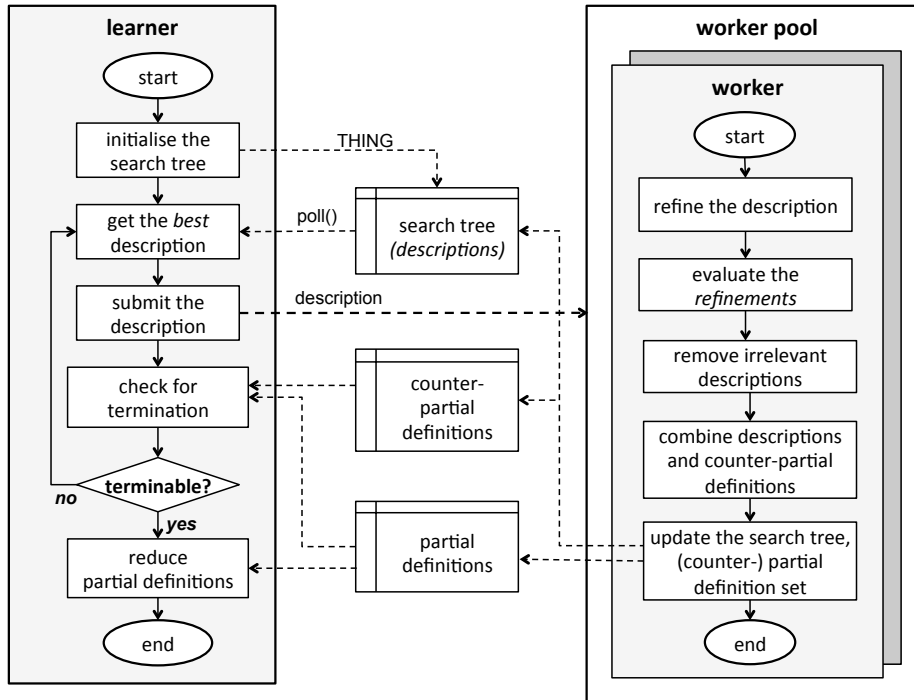 learner
start
initialise the
search tree
get the best
description
submit the
description
check for
termination
terminable?
no
yes
reduce
partial definitions
end
THING
poll()
description
search tree
(descriptions)
counter-
partial
definitions
partial
definitions
worker pool
worker
start
refine the description
evaluate the
refinements
remove irrelevant
descriptions
combine descriptions
and counter-partial
definitions
update the search tree,
(counter-) partial
definition set
end